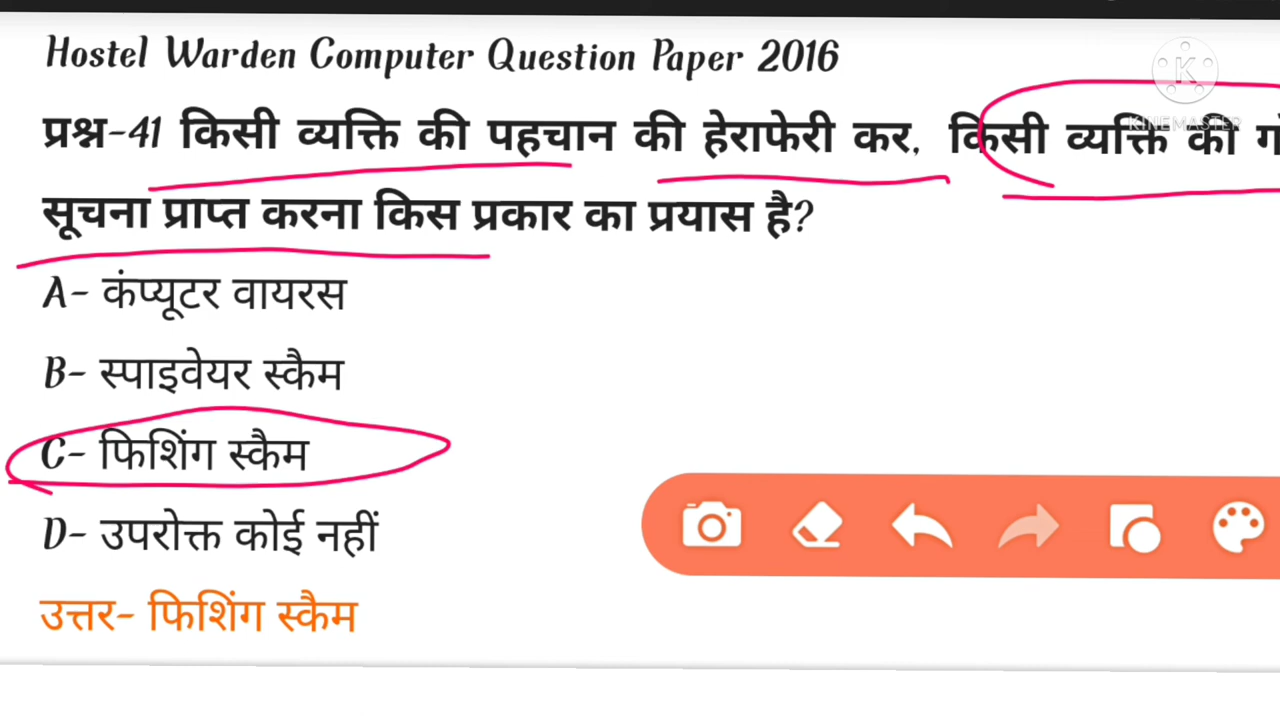 Hostel Warden Computer Question Paper 2016
K
KINEMASTER
प्रश्न-41 किसी व्यक्ति की पहचान की हेराफेरी कर, किसी व्यक्ति की
सूचना प्राप्त करना किस प्रकार का प्रयास है?
A- कंप्यूटर वायरस
B- स्पाइवेयर स्कैम
C- फिशिंग स्कैम
D- उपरोक्त कोई नहीं
उत्तर- फिशिंग स्कैम